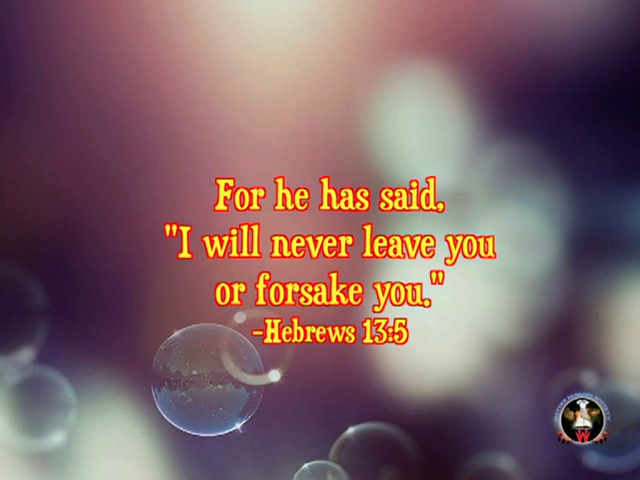 For he has said,
"I will never leave you
or forsake you."
-Hebrews 13:5
W